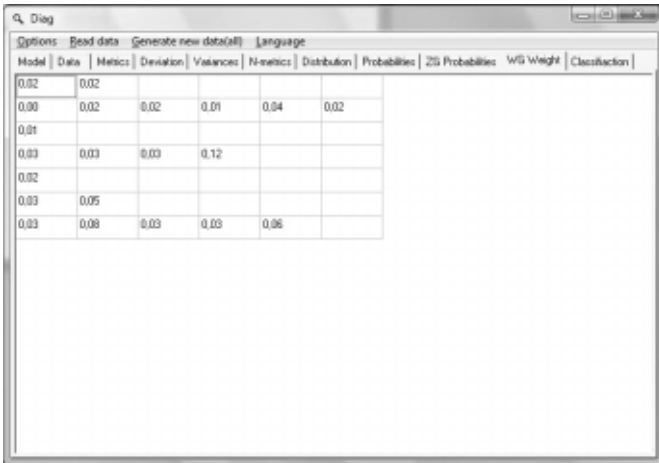 Diag
Options Read data Generate new data(all) Language
Model Data Metrics Deviation Variances N-metrics Distribution Probabilities ZG Probabilities WG Weight Classifiaction
0,02 0,02
0,00 0,02 0,02 0,01 0,04 0,02
0,01
0,03 0,03 0,03 0,12
0,02
0,03 0,05
0,03 0,08 0,03 0,03 0,06